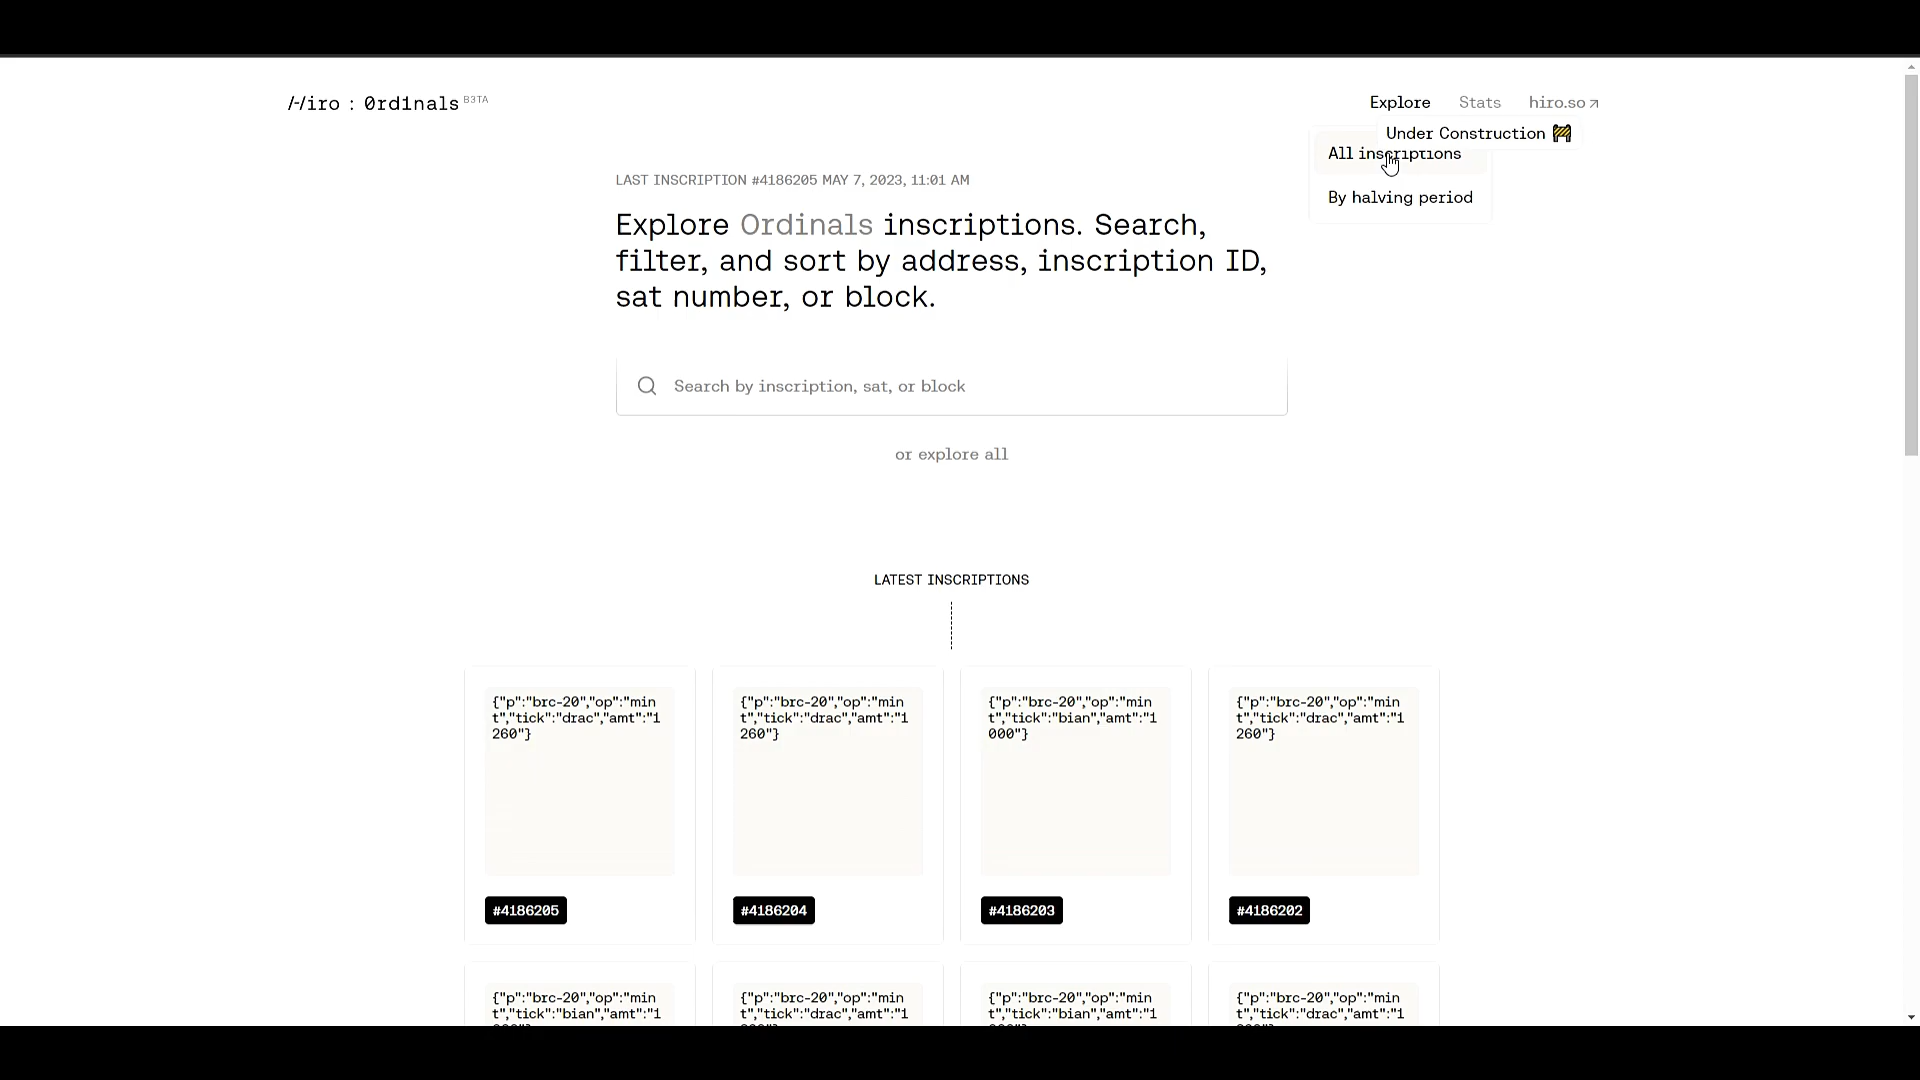 /-/iro : 0rd1nals B3TA
Explore Stats hiro.so↗
Under Construction 🚧
All inscriptions
By halving period
LAST INSCRIPTION #4186205 MAY 7, 2023, 11:01 AM
Explore Ordinals inscriptions. Search,
filter, and sort by address, inscription ID,
sat number, or block.
Search by inscription, sat, or block
or explore all
LATEST INSCRIPTIONS
{"p":"brc-20","op":"min
t","tick":"drac","amt":"1
260"}
#4186205
{"p":"brc-20","op":"min
t","tick":"drac","amt":"1
260"}
#4186204
{"p":"brc-20","op":"min
t","tick":"bian","amt":"1
000"}
#4186203
{"p":"brc-20","op":"min
t","tick":"drac","amt":"1
260"}
#4186202
{"p":"brc-20","op":"min
t","tick":"bian","amt":"1
{"p":"brc-20","op":"min
t","tick":"drac","amt":"1
{"p":"brc-20","op":"min
t","tick":"bian","amt":"1
{"p":"brc-20","op":"min
t","tick":"drac","amt":"1